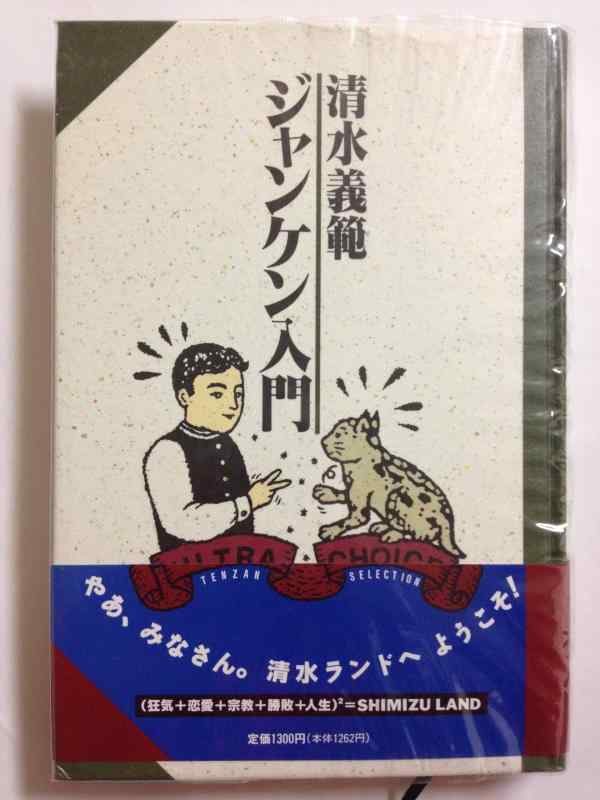 清水義範
ジャンケン入門
ULTRA CHOICE
TENZAN SELECTION
やあ、みなさん。清水ランドへようこそ!
(狂気+恋愛+宗教+勝敗+人生)²=SHIMIZU LAND
定価1300円(本体1262円)